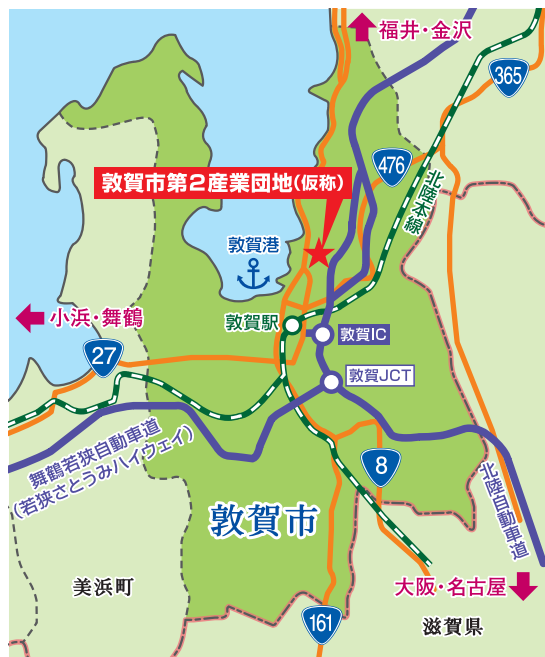 福井・金沢
365
476
北陸本線
敦賀市第2産業団地(仮称)
敦賀港
小浜・舞鶴
敦賀駅
敦賀IC
27
敦賀JCT
舞鶴若狭自動車道
(若狭さとうみハイウェイ)
8
北陸自動車道
敦賀市
美浜町
大阪・名古屋
161
滋賀県